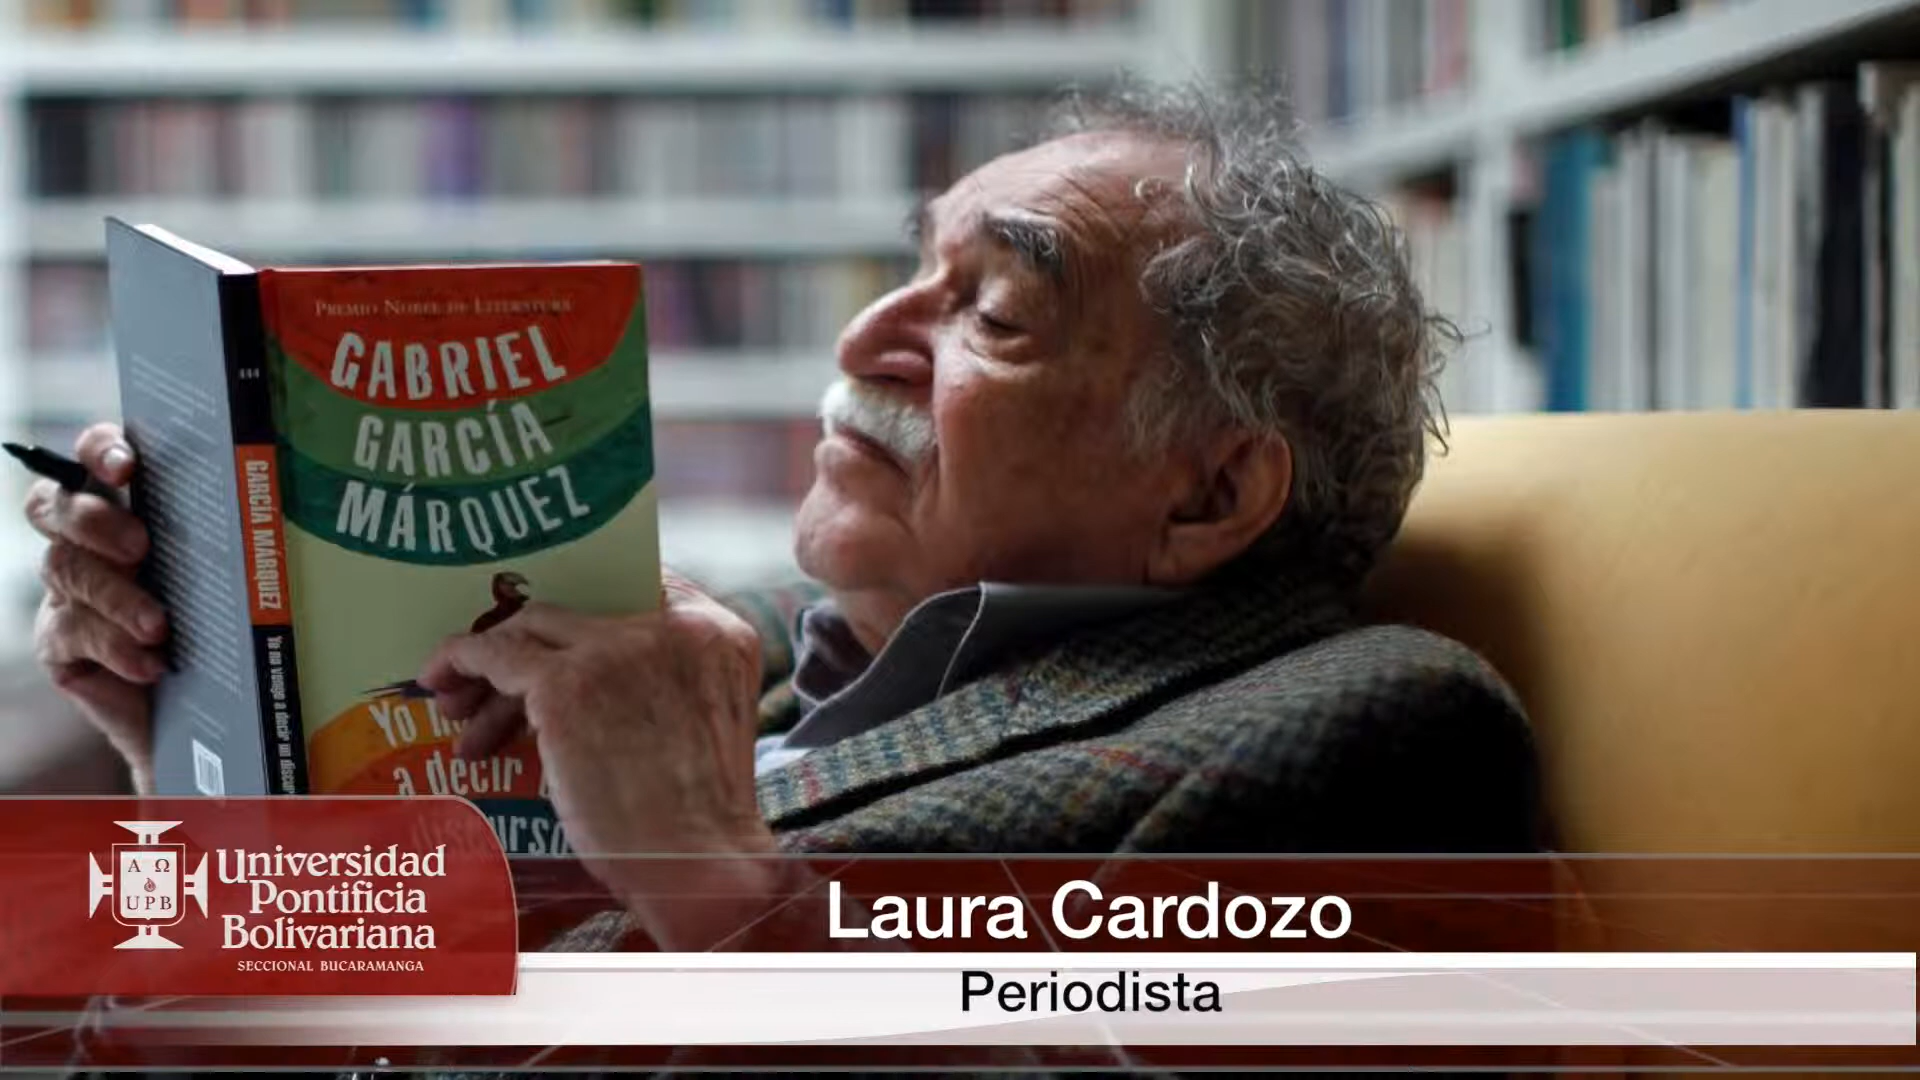 PREMIO NOBEL DE LITERATURA
GABRIEL
GARCÍA
MÁRQUEZ
GARCÍA MÁRQUEZ
Yo no vengo a decir un
Yo
a decir
A Ω
UPB
Universidad
Pontificia
Bolivariana
SECCIONAL BUCARAMANGA
Laura Cardozo
Periodista